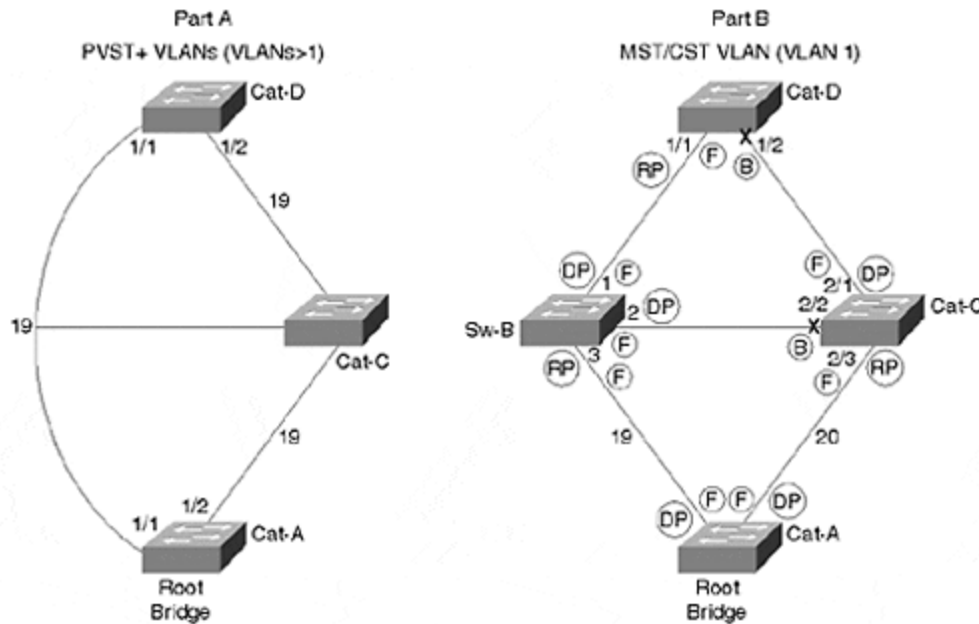 Part A
PVST+ VLANs (VLANs>1)
Cat-D
1/1
1/2
19
19
Cat-C
19
1/2
1/1
Cat-A
Root
Bridge
Part B
MST/CST VLAN (VLAN 1)
Cat-D
1/1
F
1/2
RP
B
DP
F
F
DP
1
2/1
2
DP
2/2
Cat-C
Sw-B
F
B
3
2/3
RP
F
F
RP
19
20
F
F
DP
DP
Cat-A
Root
Bridge